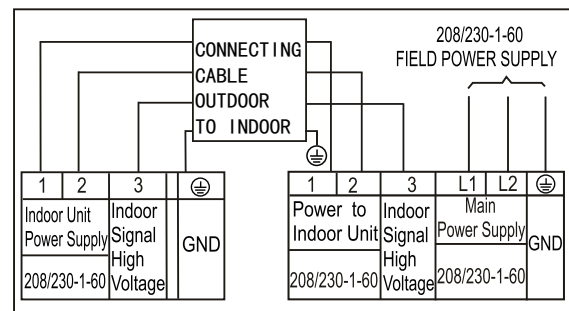 208/230-1-60
FIELD POWER SUPPLY
CONNECTING
CABLE
OUTDOOR
TO INDOOR
1 2 3
Indoor Unit
Power Supply
208/230-1-60
Indoor
Signal
High
Voltage
GND
1 2 3 L1 L2
Power to
Indoor Unit
208/230-1-60
Indoor
Signal
High
Voltage
Main
Power Supply
208/230-1-60
GND